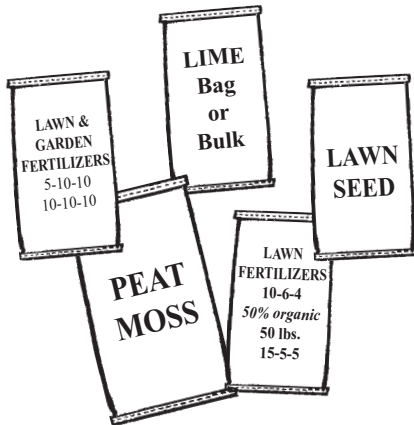 LIME
Bag
or
Bulk
LAWN &
GARDEN
FERTILIZERS
5-10-10
10-10-10
LAWN
SEED
PEAT
MOSS
LAWN
FERTILIZERS
10-6-4
50% organic
50 lbs.
15-5-5